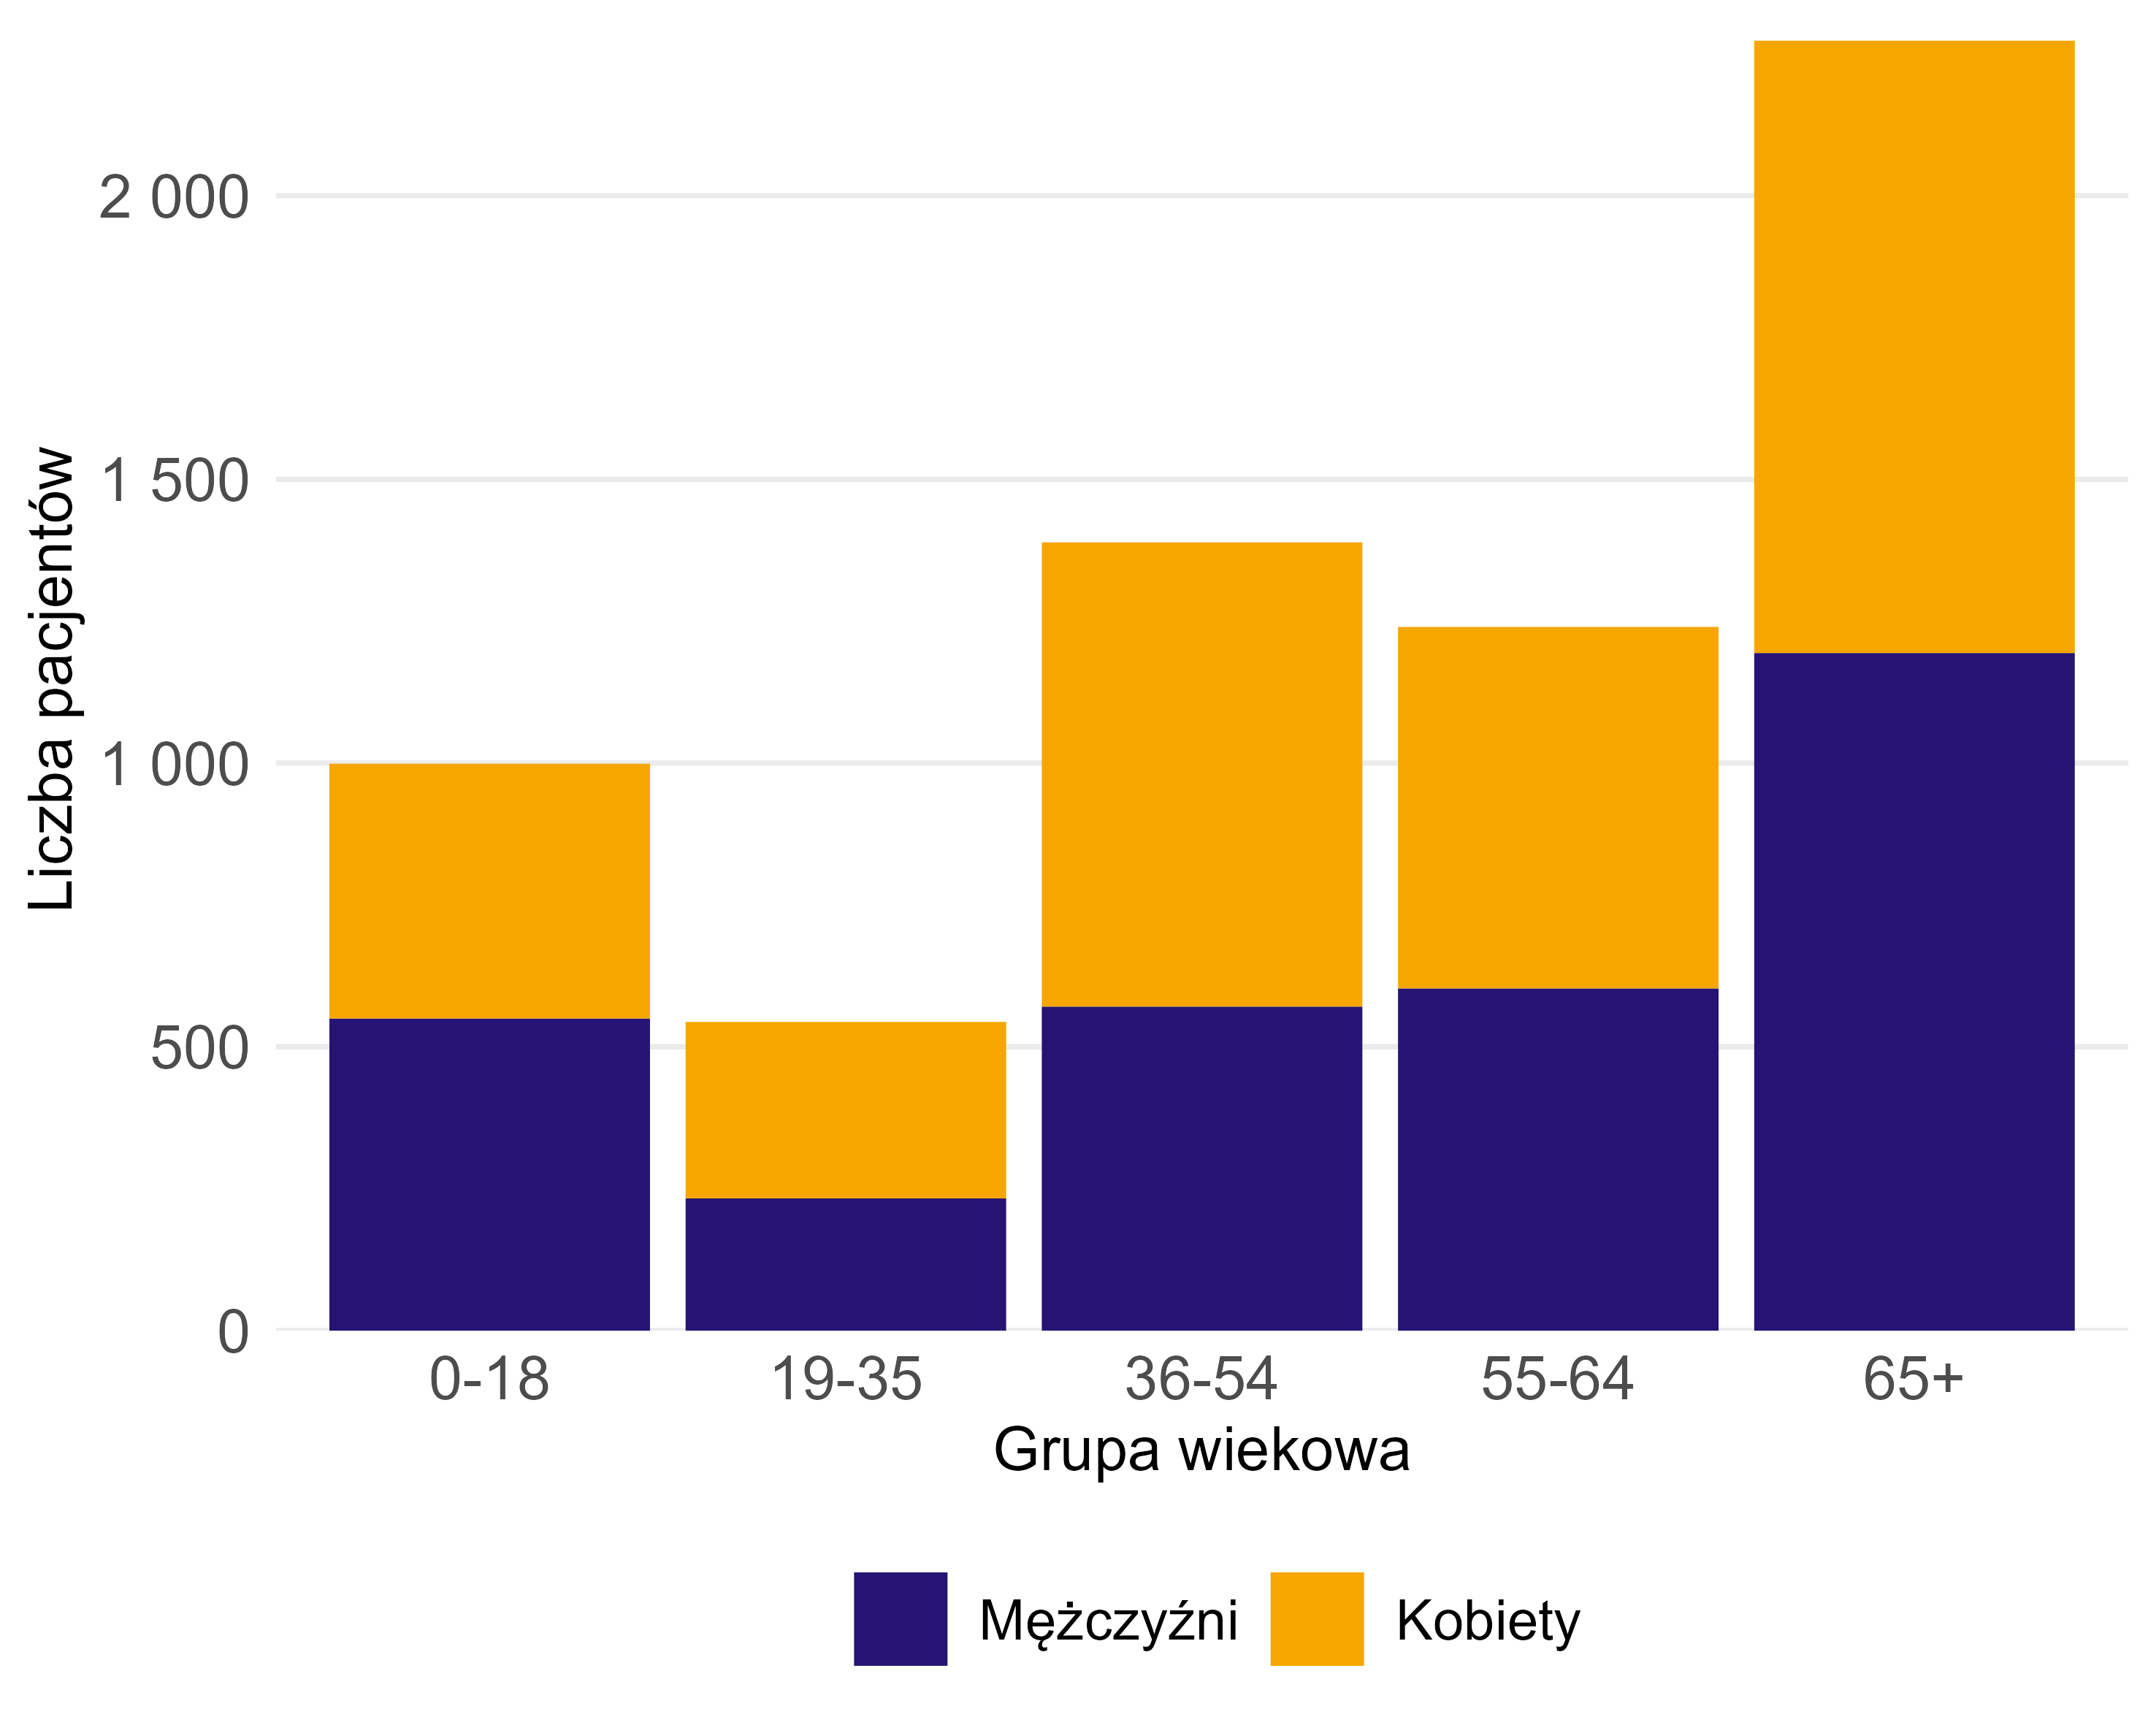 Liczba pacjentów
2 000
1 500
1 000
500
0
0-18 19-35 36-54 55-64 65+
Grupa wiekowa
Mężczyźni Kobiety